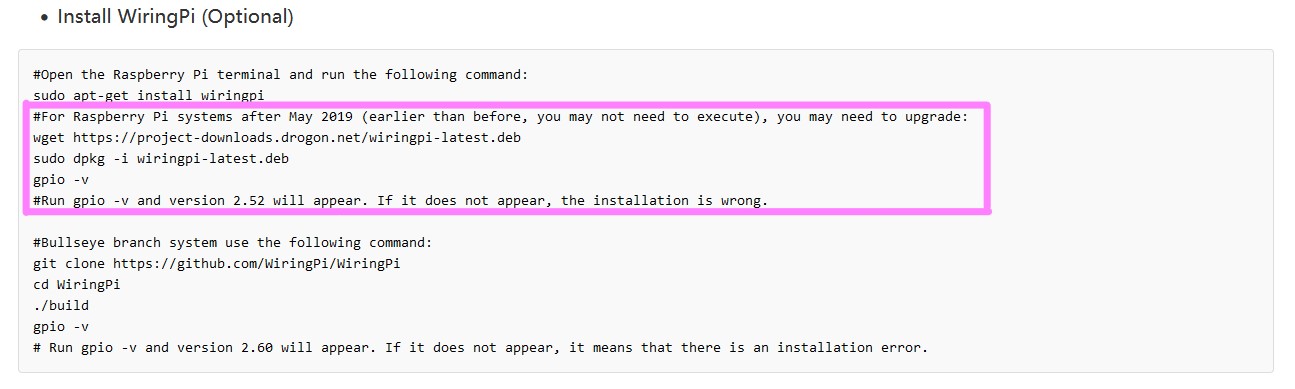 • Install WiringPi (Optional)
#Open the Raspberry Pi terminal and run the following command:
sudo apt-get install wiringpi
#For Raspberry Pi systems after May 2019 (earlier than before, you may not need to execute), you may need to upgrade:
wget https://project-downloads.drogon.net/wiringpi-latest.deb
sudo dpkg -i wiringpi-latest.deb
gpio -v
#Run gpio -v and version 2.52 will appear. If it does not appear, the installation is wrong.
#Bullseye branch system use the following command:
git clone https://github.com/WiringPi/WiringPi
cd WiringPi
./build
gpio -v
# Run gpio -v and version 2.60 will appear. If it does not appear, it means that there is an installation error.